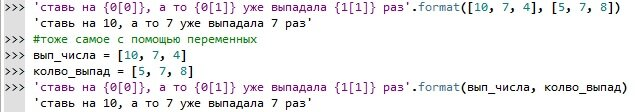 >>> 'ставь на {0[0]}, а то {0[1]} уже выпадала {1[1]} раз'.format([10, 7, 4], [5, 7, 8])
'ставь на 10, а то 7 уже выпадала 7 раз'
>>> #тоже самое с помощью переменных
>>> вып_числа = [10, 7, 4]
>>> колво_выпад = [5, 7, 8]
>>> 'ставь на {0[0]}, а то {0[1]} уже выпадала {1[1]} раз'.format(вып_числа, колво_выпад)
'ставь на 10, а то 7 уже выпадала 7 раз'